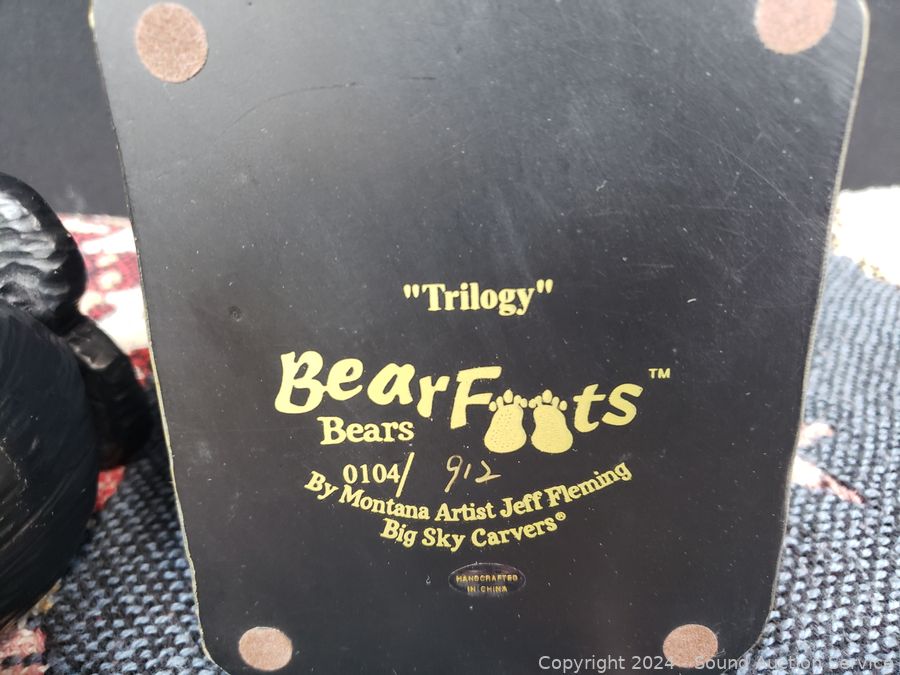 "Trilogy"
BearFoots™
Bears
0104/ 912
By Montana Artist Jeff Fleming
Big Sky Carvers®
HANDCRAFTED
IN CHINA
Copyright 2024 - Sound Auction Service